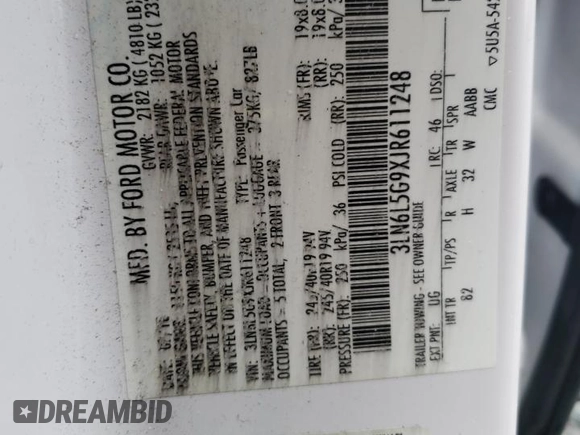 MFD. BY FORD MOTOR CO.
GVWR: 2182 KG (4810 LB)
1052 KG (23
THIS VEHICLE CONFORMS TO ALL APPLICABLE FEDERAL MOTOR
VEHICLE SAFETY, BUMPER, AND THEFT PREVENTION STANDARDS
IN EFFECT ON THE DATE OF MANUFACTURE SHOWN ABOVE.
VIN: 3LN6L5G9XJR611248 TYPE: Passenger Car
MAXIMUM LOAD = OCCUPANTS + LUGGAGE = 375KG/ 827LB
OCCUPANTS = 5 TOTAL, 2 FRONT 3 REAR
TIRE (FR): 245/40R19 94V RIMS (FR): 19x8.0
(RR): 245/40R19 94V (RR): 19x8.0
PRESSURE (FR): 250 kPa/ 36 PSI COLD (RR): 250 kPa/
3LN6L5G9XJR611248
TRAILER TOWING - SEE OWNER GUIDE
EXT PNT: UG RC: 46 DSO:
INT TR TP/PS R AXLE TR SPR
82 H 32 W AABB
CMC 5U5A-542
DREAMBID